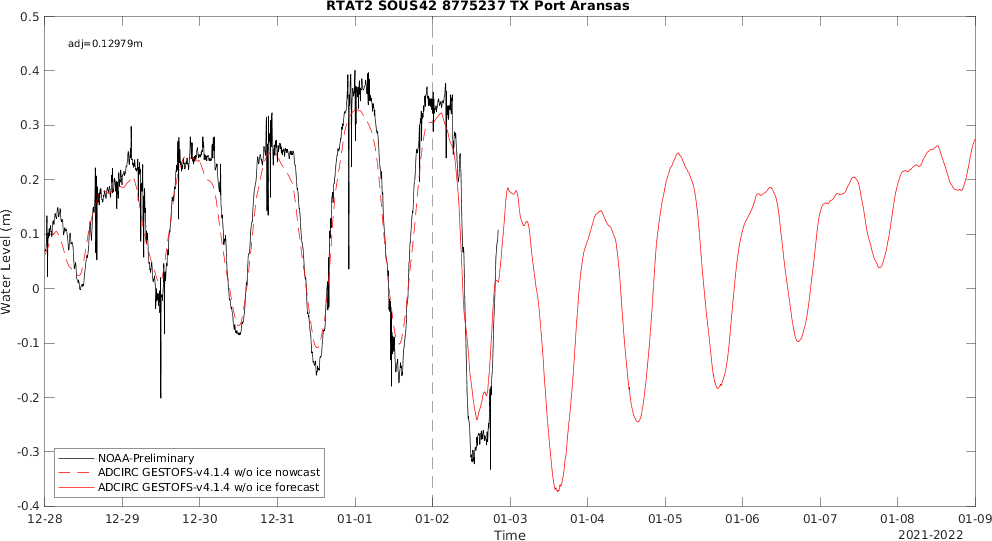 RTAT2 SOUS42 8775237 TX Port Aransas
adj=0.12979m
0.5
0.4
0.3
0.2
0.1
0
-0.1
-0.2
-0.3
-0.4
Water Level (m)
NOAA-Preliminary
ADCIRC GESTOFS-v4.1.4 w/o ice nowcast
ADCIRC GESTOFS-v4.1.4 w/o ice forecast
12-28 12-29 12-30 12-31 01-01 01-02 01-03 01-04 01-05 01-06 01-07 01-08 01-09
Time
2021-2022